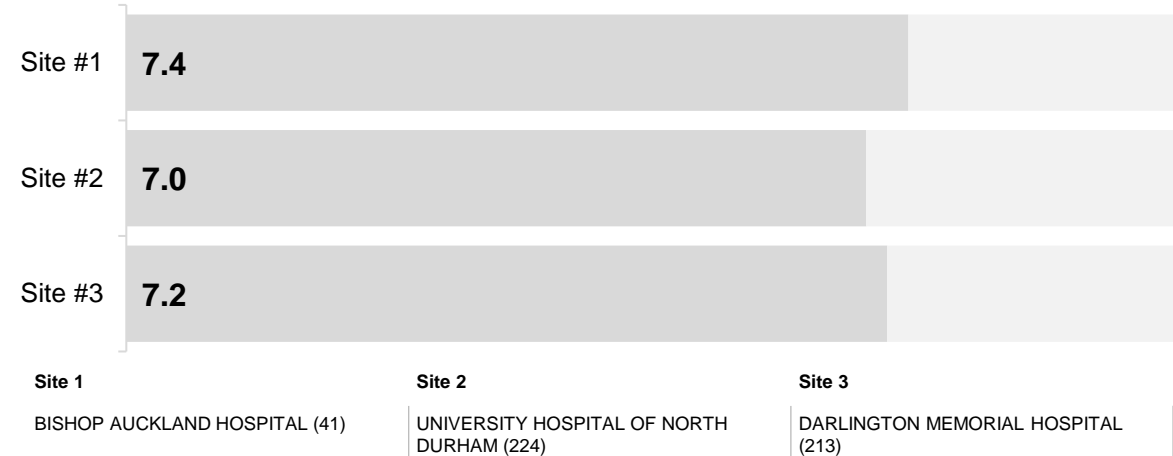 Site #1
7.4
Site #2
7.0
Site #3
7.2
Site 1
Site 2
Site 3
BISHOP AUCKLAND HOSPITAL (41)
UNIVERSITY HOSPITAL OF NORTH
DURHAM (224)
DARLINGTON MEMORIAL HOSPITAL
(213)